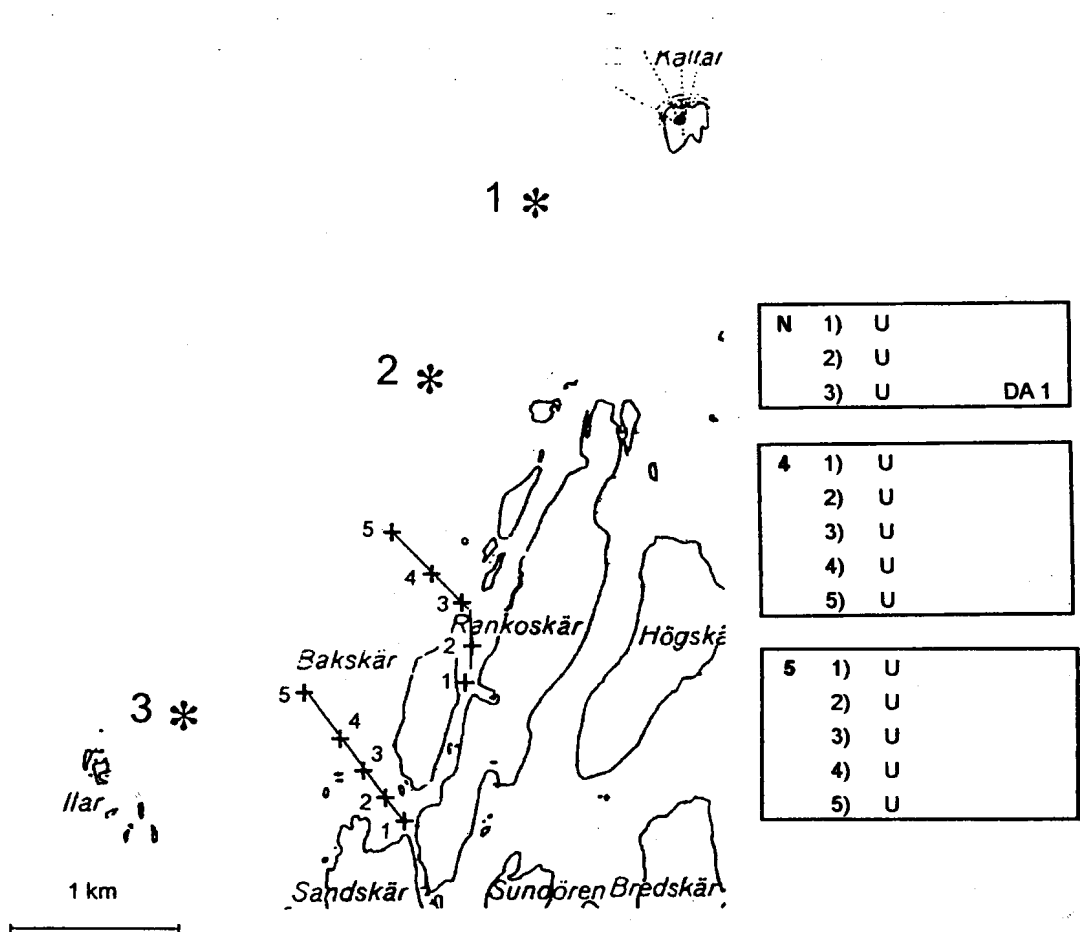 1
2
5
4
3
Rankoskär
Högskä
2
Bakskär
1
5
3
4
3
2
Ilar
1
1 km
Sandskär
Sundören
Bredskär
N 1) U
2) U
3) U DA 1
4 1) U
2) U
3) U
4) U
5) U
5 1) U
2) U
3) U
4) U
5) U